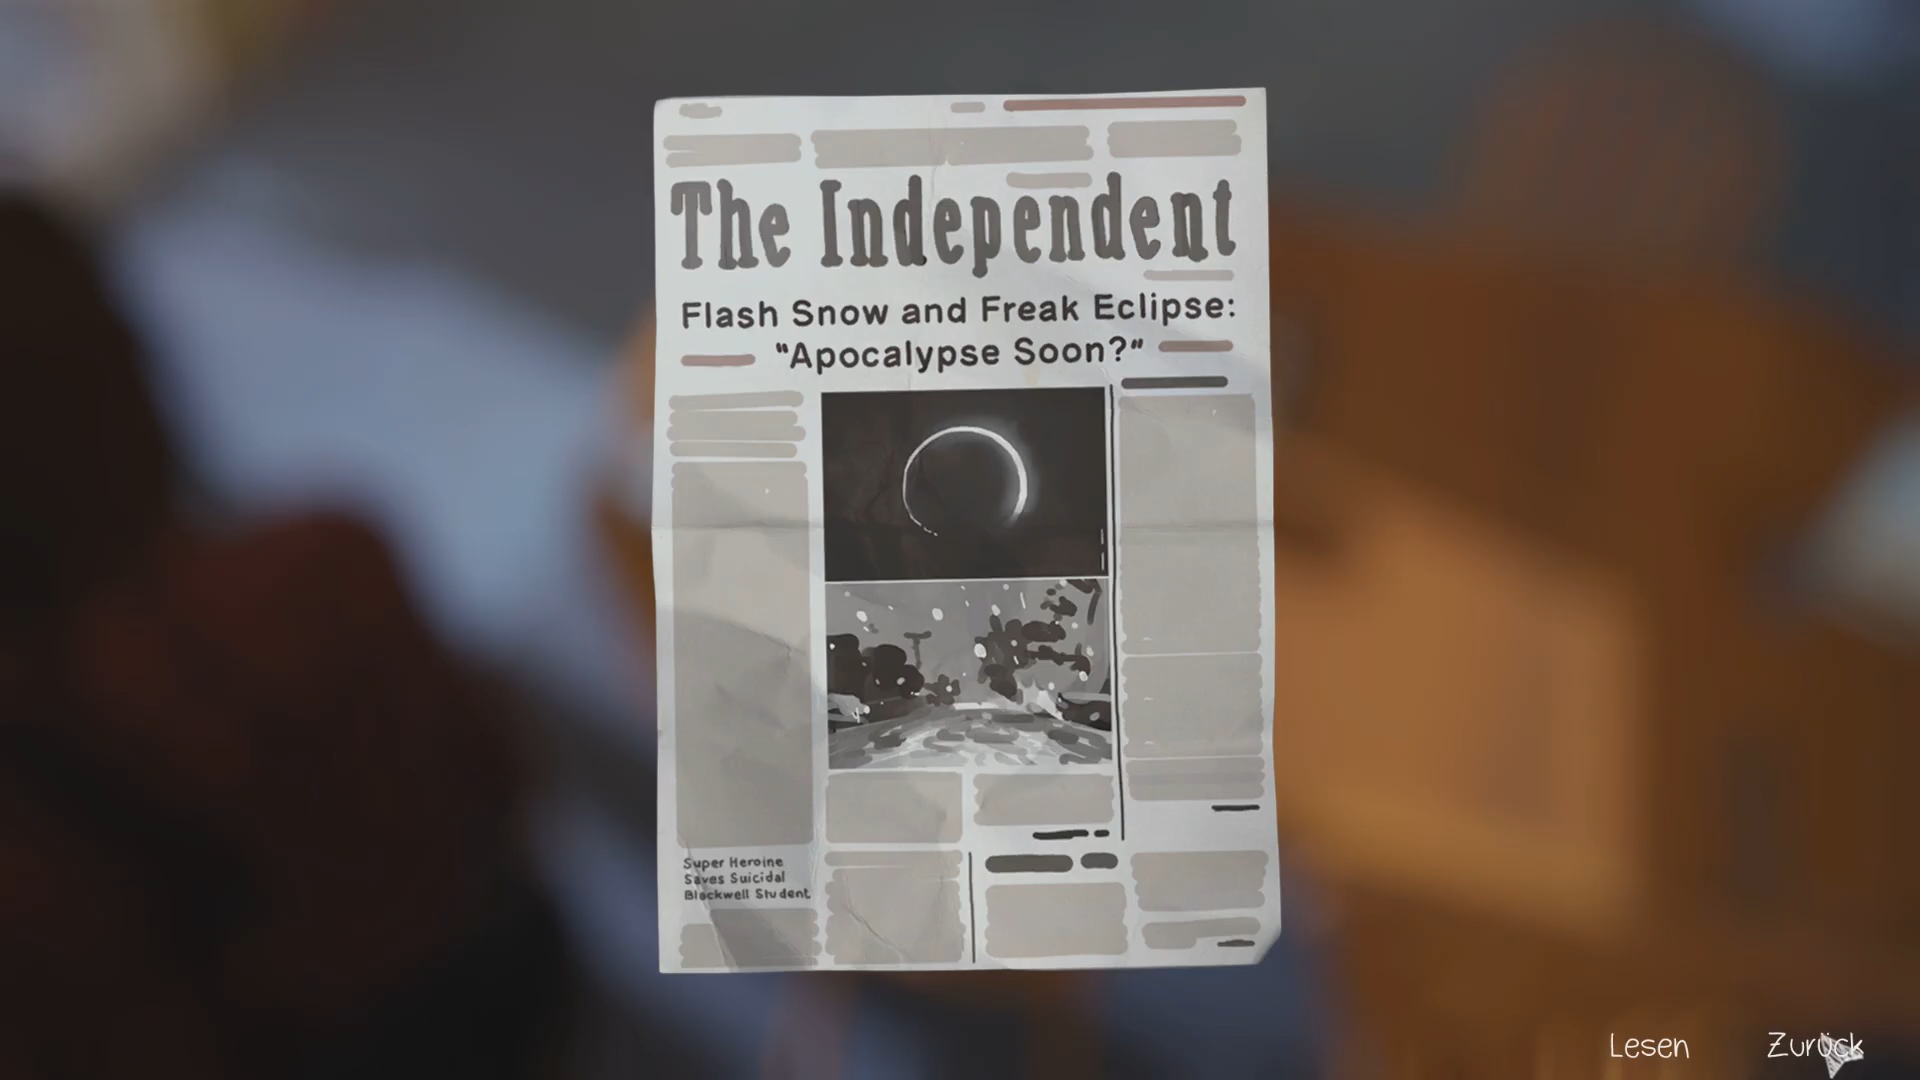 The Independent
Flash Snow and Freak Eclipse:
"Apocalypse Soon?"
Super Heroine
Saves Suicidal
Blackwell Student
Lesen
Zurück